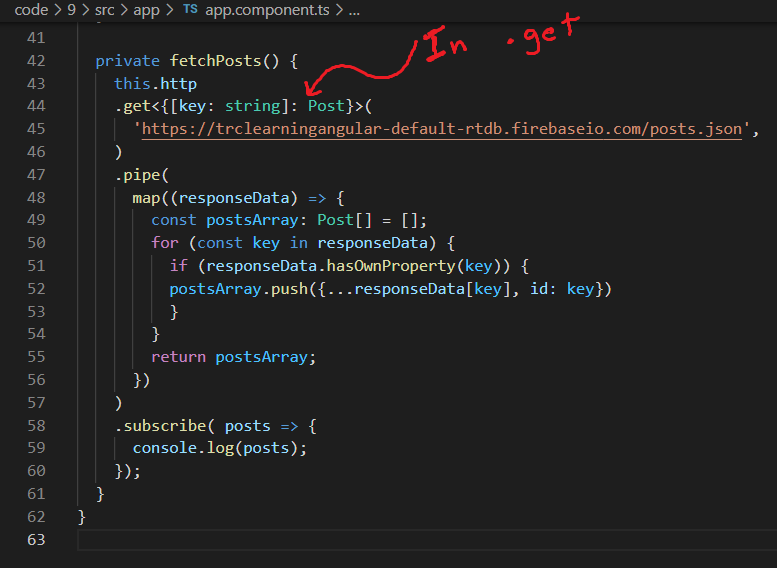 code > 9 > src > app > TS app.component.ts > ...
In .get
41
42 private fetchPosts() {
43 this.http
44 .get<{[key: string]: Post}>(
45 'https://trclearningangular-default-rtdb.firebaseio.com/posts.json',
46 )
47 .pipe(
48 map((responseData) => {
49 const postsArray: Post[] = [];
50 for (const key in responseData) {
51 if (responseData.hasOwnProperty(key)) {
52 postsArray.push({...responseData[key], id: key})
53 }
54 }
55 return postsArray;
56 })
57 )
58 .subscribe( posts => {
59 console.log(posts);
60 });
61 }
62 }
63